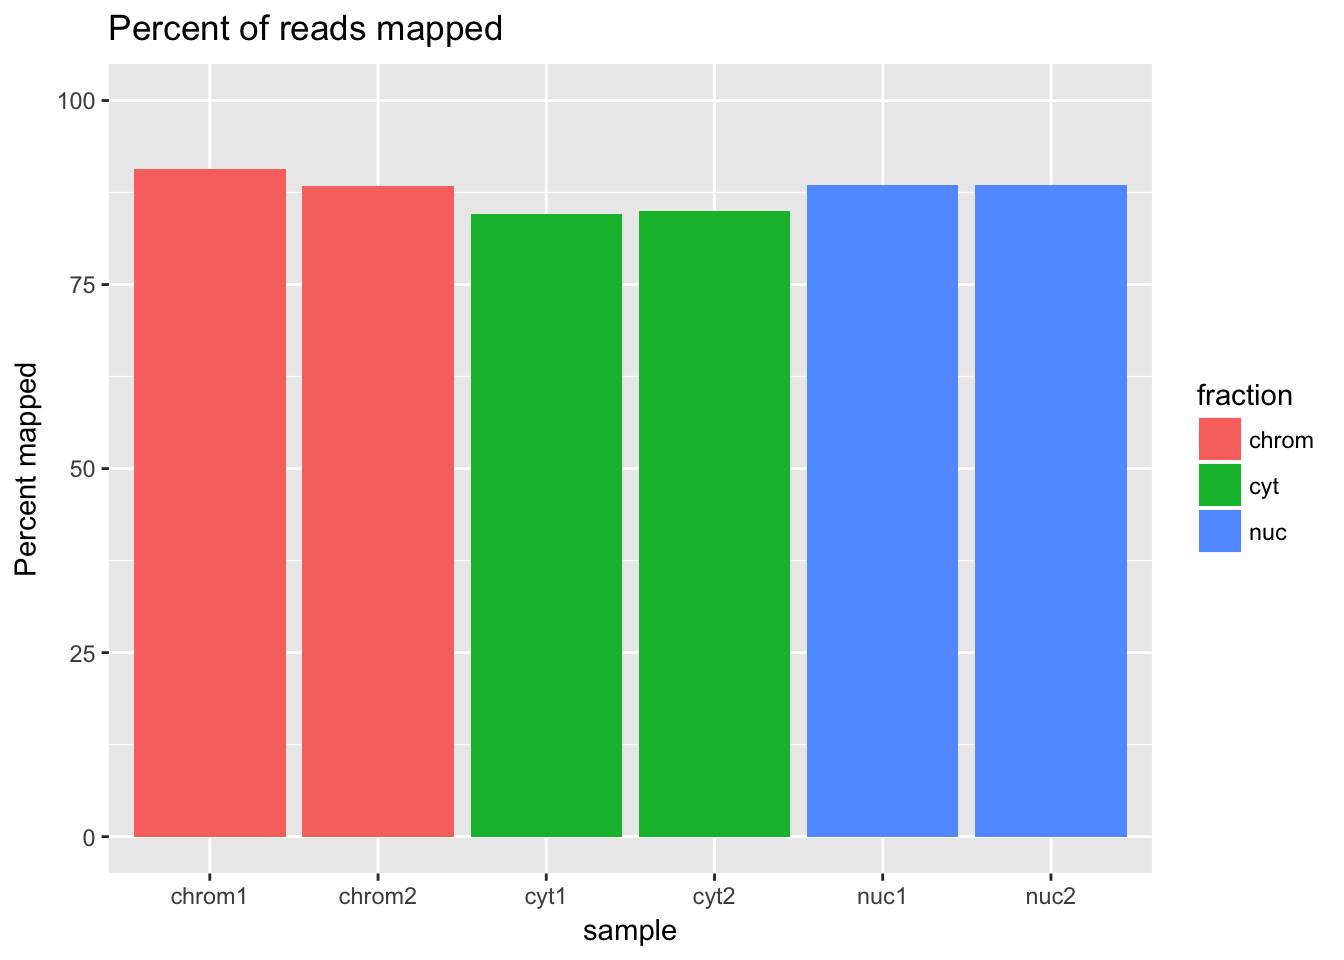 Percent of reads mapped
Percent mapped
100
75
50
25
0
chrom1 chrom2 cyt1 cyt2 nuc1 nuc2
sample
fraction
chrom
cyt
nuc